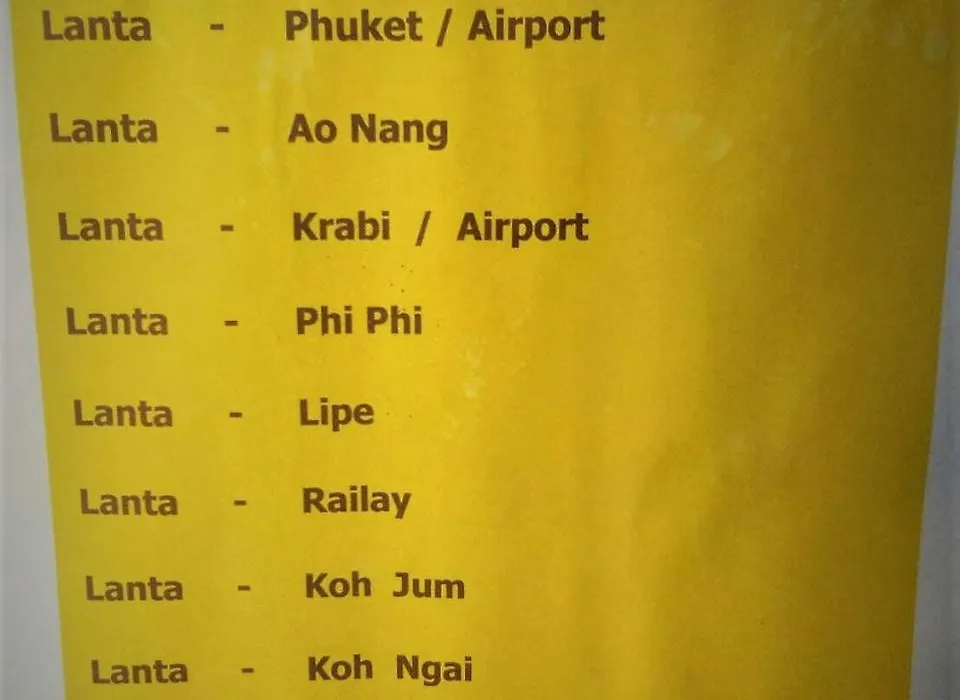 Lanta - Phuket / Airport
Lanta - Ao Nang
Lanta - Krabi / Airport
Lanta - Phi Phi
Lanta - Lipe
Lanta - Railay
Lanta - Koh Jum
Lanta - Koh Ngai